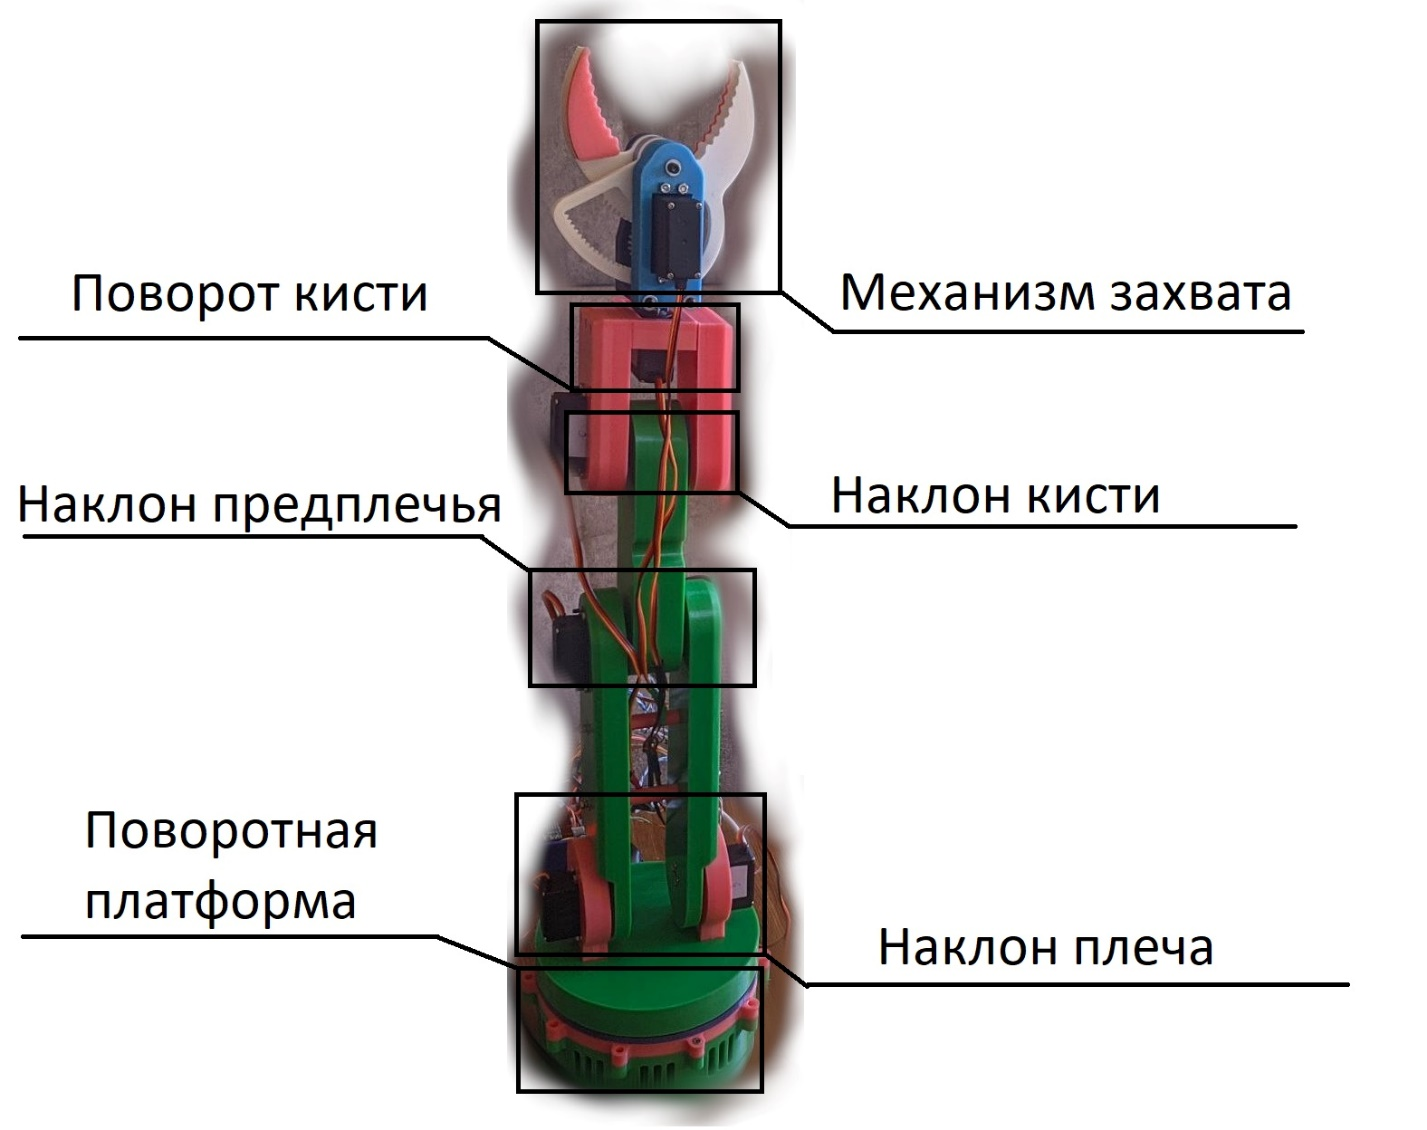 Поворот кисти
Механизм захвата
Наклон предплечья
Наклон кисти
Поворотная
платформа
Наклон плеча